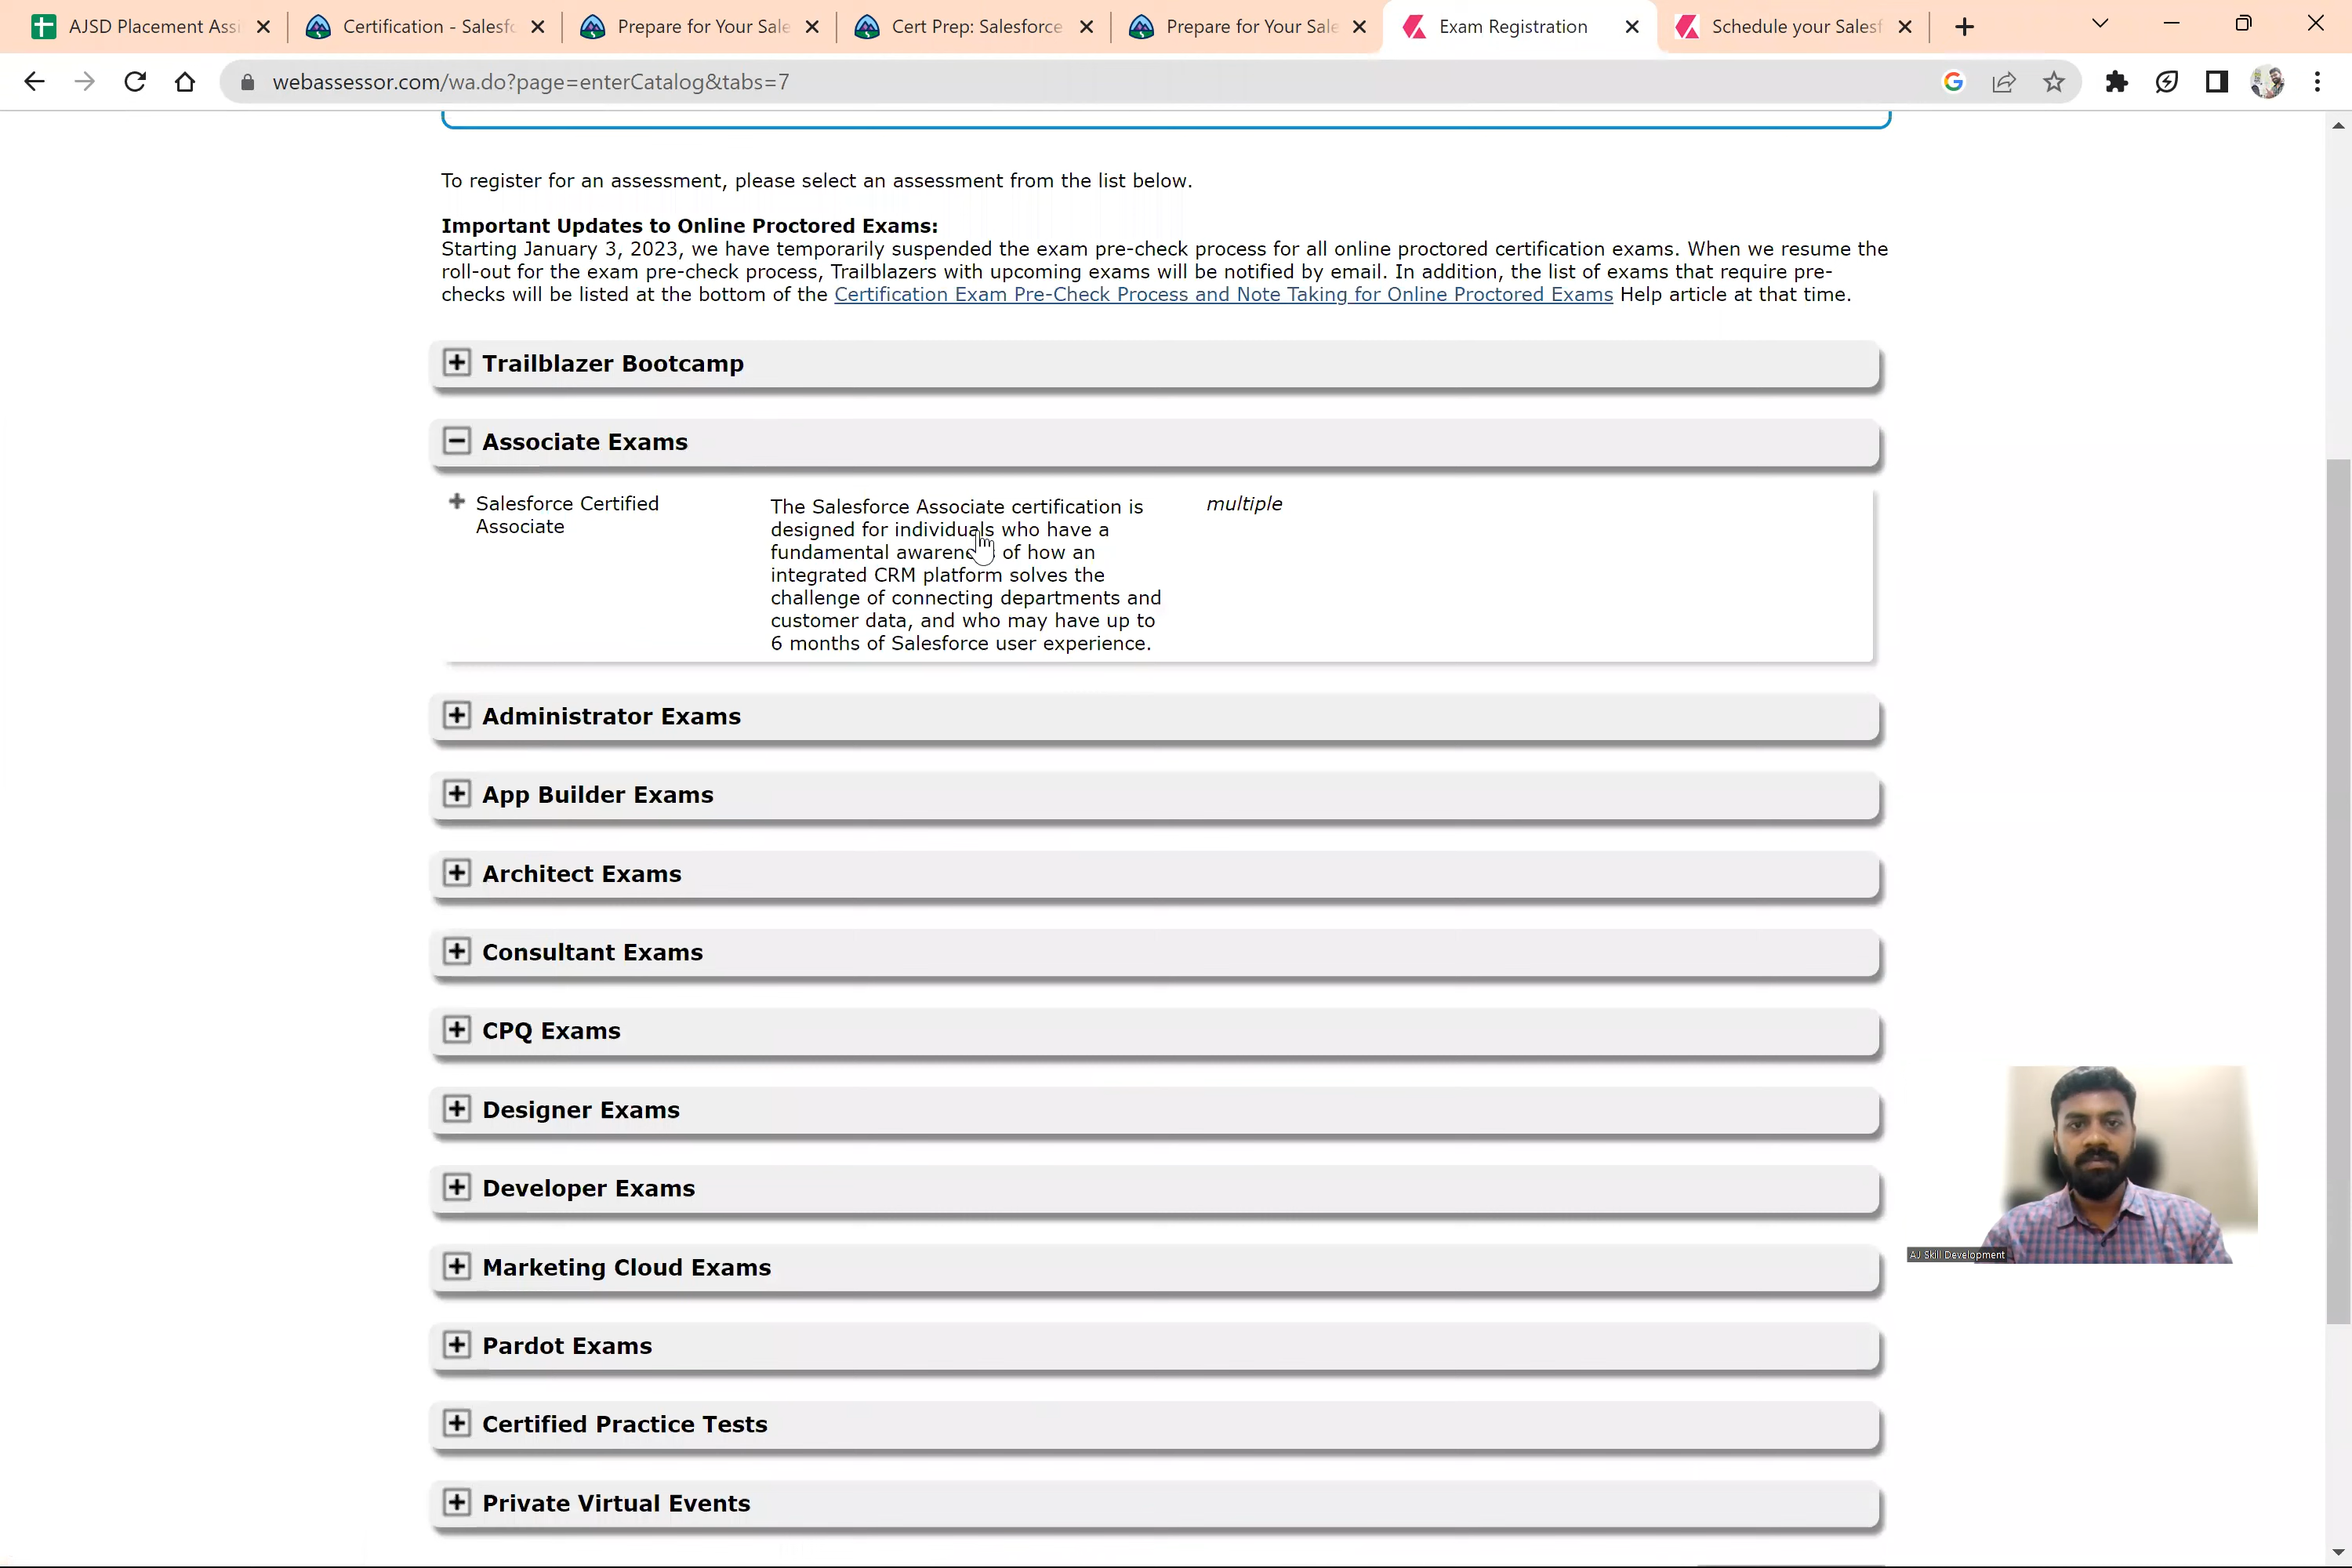 AJSD Placement Assi
Certification - Salesfo
Prepare for Your Sale
Cert Prep: Salesforce
Prepare for Your Sale
Exam Registration
Schedule your Salesf
webassessor.com/wa.do?page=enterCatalog&tabs=7
To register for an assessment, please select an assessment from the list below.
Important Updates to Online Proctored Exams:
Starting January 3, 2023, we have temporarily suspended the exam pre-check process for all online proctored certification exams. When we resume the
roll-out for the exam pre-check process, Trailblazers with upcoming exams will be notified by email. In addition, the list of exams that require pre-
checks will be listed at the bottom of the Certification Exam Pre-Check Process and Note Taking for Online Proctored Exams Help article at that time.
Trailblazer Bootcamp
Associate Exams
Salesforce Certified
Associate
The Salesforce Associate certification is
designed for individuals who have a
fundamental awareness of how an
integrated CRM platform solves the
challenge of connecting departments and
customer data, and who may have up to
6 months of Salesforce user experience.
multiple
Administrator Exams
App Builder Exams
Architect Exams
Consultant Exams
CPQ Exams
Designer Exams
Developer Exams
Marketing Cloud Exams
Pardot Exams
Certified Practice Tests
Private Virtual Events
AJ Skill Development